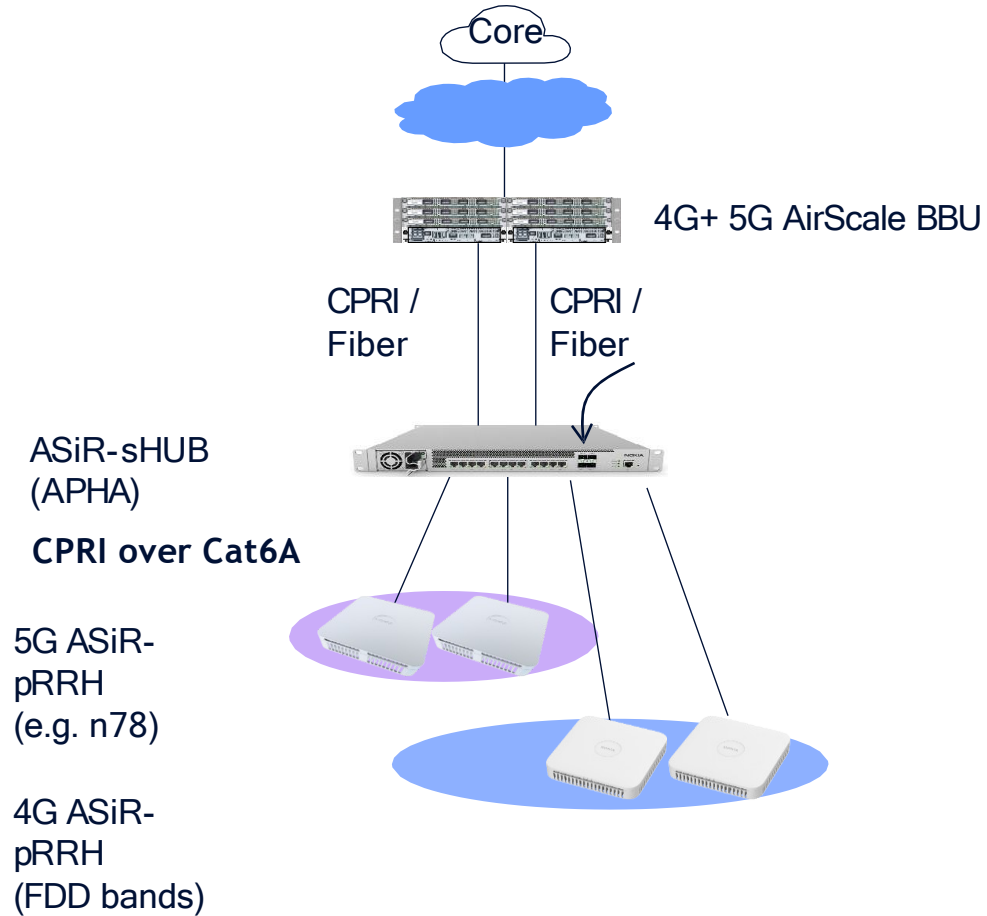 Core
4G+ 5G AirScale BBU
CPRI /
Fiber
CPRI /
Fiber
ASiR-sHUB
(APHA)
NOKIA
CPRI over Cat6A
5G ASiR-
pRRH
(e.g. n78)
4G ASiR-
pRRH
(FDD bands)